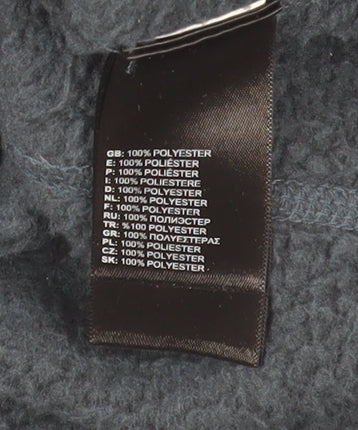 GB: 100% POLYESTER
E: 100% POLIÉSTER
P: 100% POLIÉSTER
I: 100% POLIESTERE
D: 100% POLYESTER
NL: 100% POLYESTER
F: 100% POLYESTER
RU: 100% ПОЛИЭСТЕР
TR: %100 POLYESTER
GR: 100% ΠΟΛΥΕΣΤΕΡΑΣ
PL: 100% POLIESTER
CZ: 100% POLYESTER
SK: 100% POLYESTER